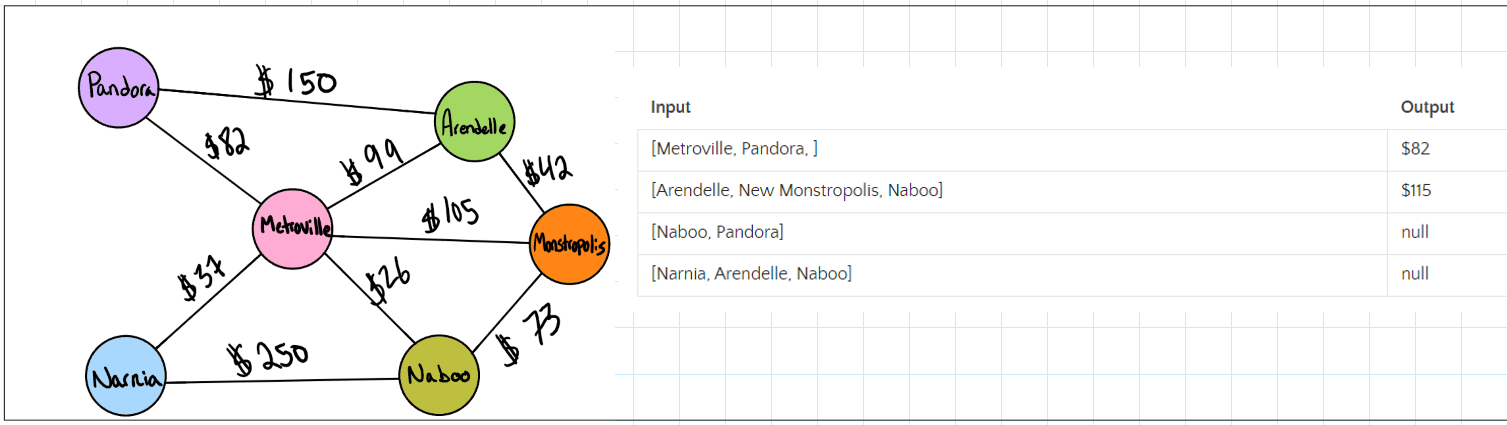 Pandora
$150
Arendelle
$82
$99
$42
Metroville
$105
Monstropolis
$37
$26
$73
Narnia
$250
Naboo
Input Output
[Metroville, Pandora, ] $82
[Arendelle, New Monstropolis, Naboo] $115
[Naboo, Pandora] null
[Narnia, Arendelle, Naboo] null